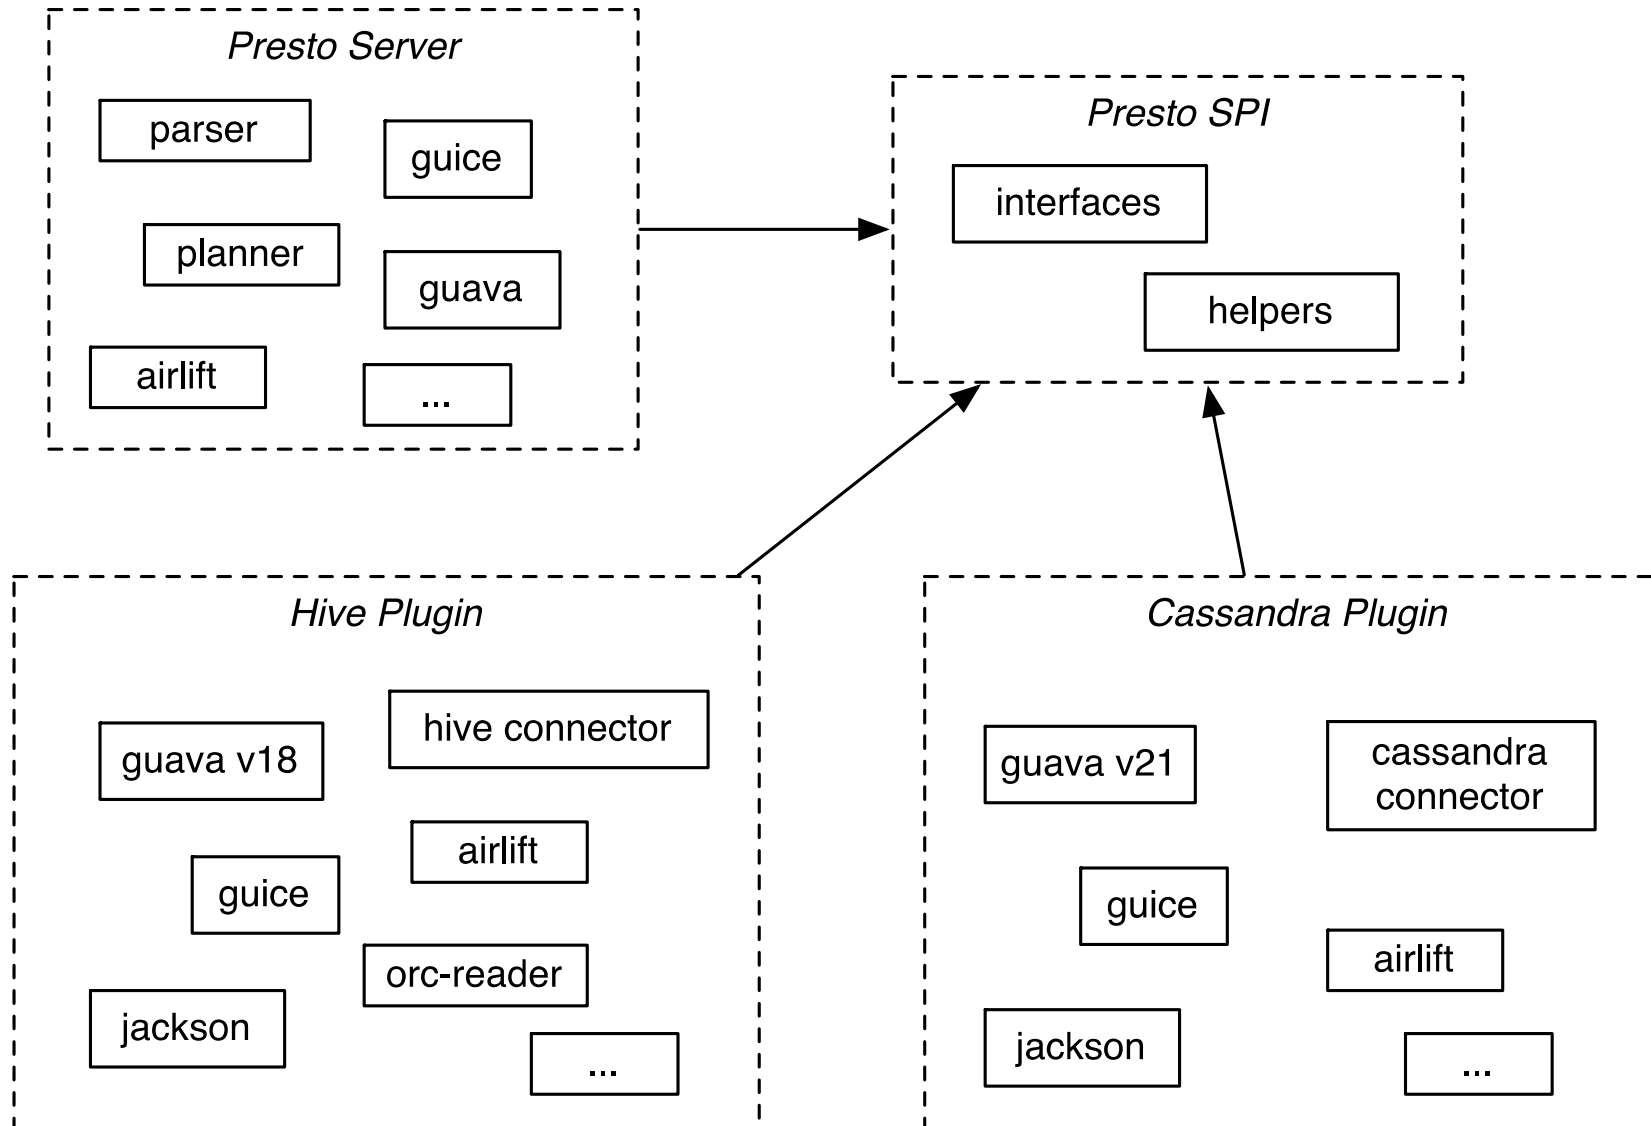 Presto Server
parser
guice
planner
guava
airlift
...
Presto SPI
interfaces
helpers
Hive Plugin
hive connector
guava v18
airlift
guice
orc-reader
jackson
...
Cassandra Plugin
guava v21
cassandra
connector
guice
airlift
jackson
...